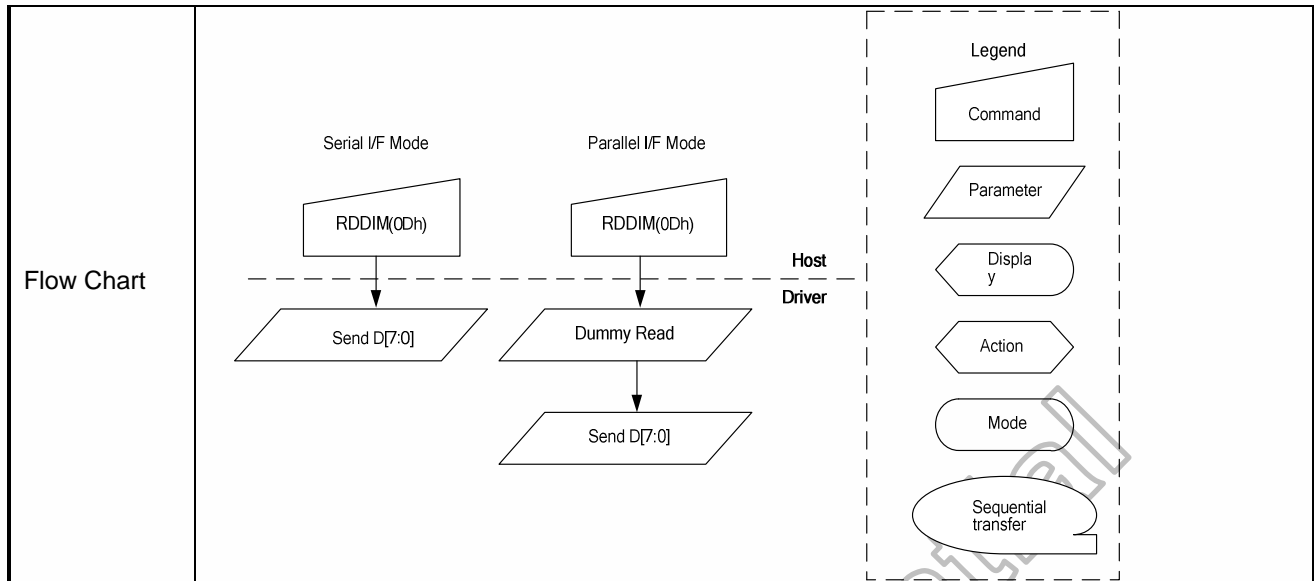 Flow Chart
Serial I/F Mode
Parallel I/F Mode
RDDIM(0Dh)
RDDIM(0Dh)
Host
Driver
Send D[7:0]
Dummy Read
Send D[7:0]
Legend
Command
Parameter
Displa
y
Action
Mode
Sequential
transfer